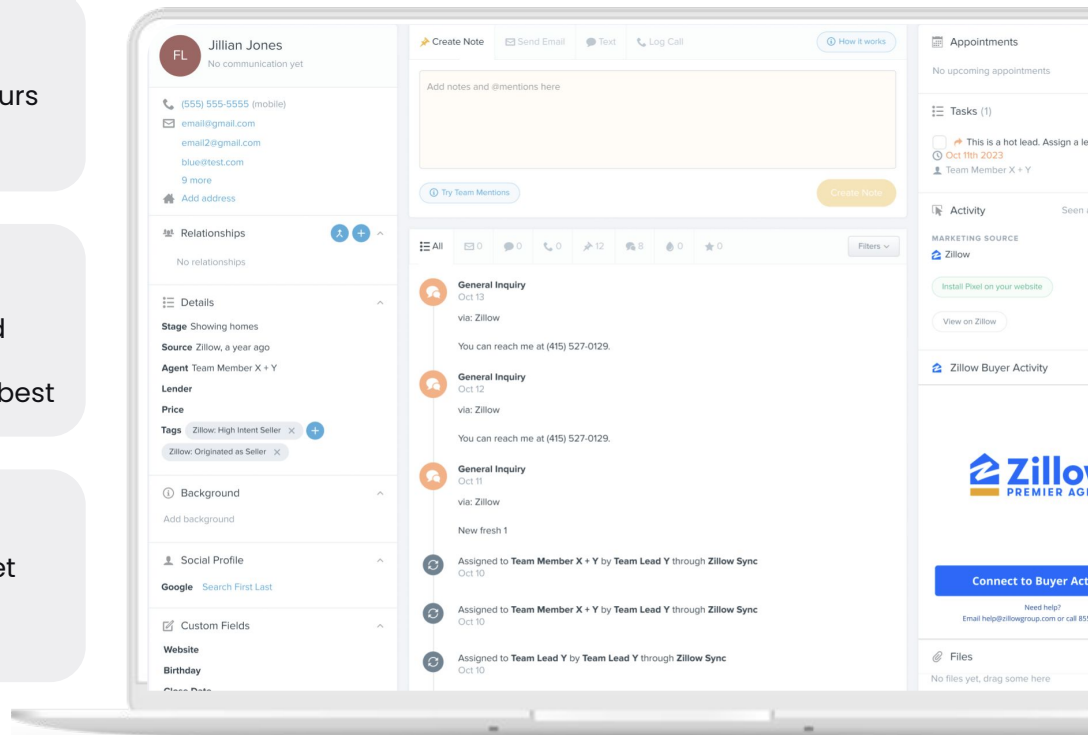 urs
best
et
FL
Jillian Jones
No communication yet
(555) 555-5555 (mobile)
email@gmail.com
email2@gmail.com
blue@test.com
9 more
Add address
Relationships
No relationships
Details
Stage Showing homes
Source Zillow, a year ago
Agent Team Member X + Y
Lender
Price
Tags Zillow: High Intent Seller
Zillow: Originated as Seller
Background
Add background
Social Profile
Google Search First Last
Custom Fields
Website
Birthday
Close Date
Create Note Send Email Text Log Call How it works
Add notes and @mentions here
Try Team Mentions Create Note
All 0 0 0 12 8 0 0 Filters
General Inquiry
Oct 13
via: Zillow
You can reach me at (415) 527-0129.
General Inquiry
Oct 12
via: Zillow
You can reach me at (415) 527-0129.
General Inquiry
Oct 11
via: Zillow
New fresh 1
Assigned to Team Member X + Y by Team Lead Y through Zillow Sync
Oct 10
Assigned to Team Member X + Y by Team Lead Y through Zillow Sync
Oct 10
Assigned to Team Lead Y by Team Lead Y through Zillow Sync
Oct 10
Appointments
No upcoming appointments
Tasks (1)
This is a hot lead. Assign a le
Oct 11th 2023
Team Member X + Y
Activity Seen a
MARKETING SOURCE
Zillow
Install Pixel on your website
View on Zillow
Zillow Buyer Activity
Zillow
PREMIER AG
Connect to Buyer Act
Need help?
Email help@zillowgroup.com or call 855
Files
No files yet, drag some here